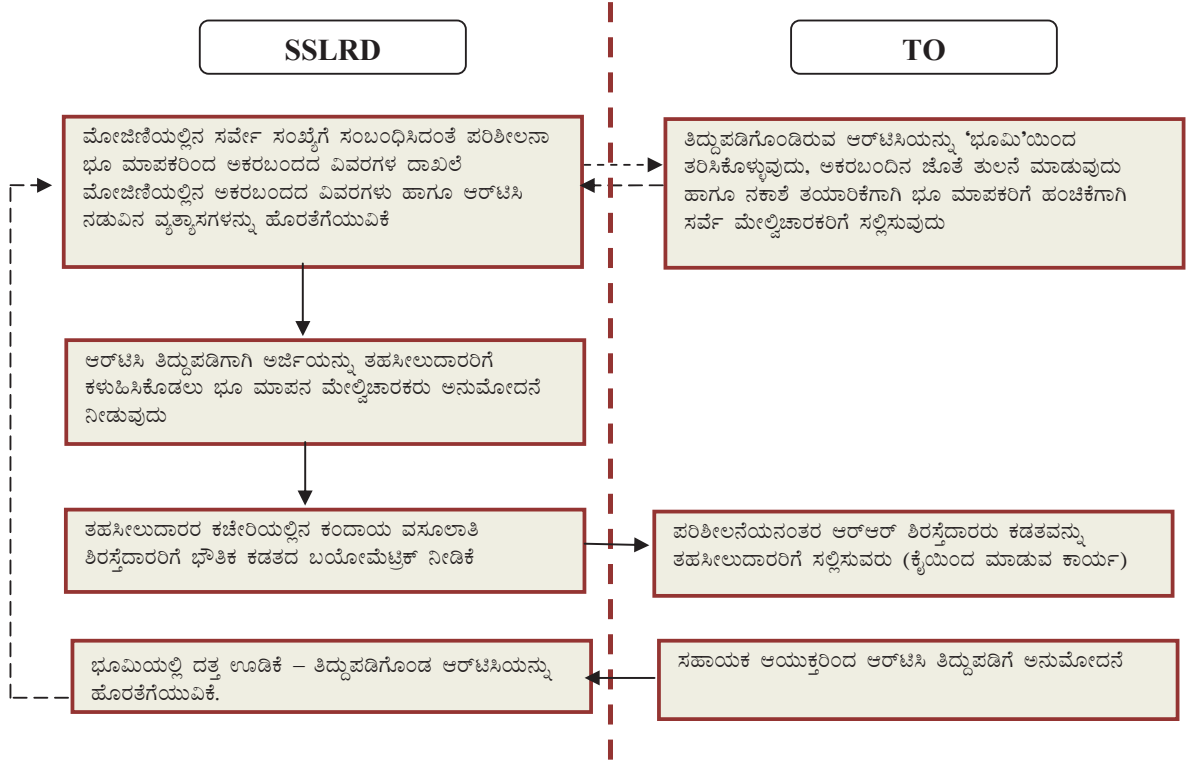 SSLRD
TO
ಮೋಜಿಣಿಯಲ್ಲಿನ ಸರ್ವೇ ಸಂಖ್ಯೆಗೆ ಸಂಬಂಧಿಸಿದಂತೆ ಪರಿಶೀಲನಾ
ಭೂ ಮಾಪಕರಿಂದ ಅಕರಬಂದದ ವಿವರಗಳ ದಾಖಲೆ
ಮೋಜಿಣಿಯಲ್ಲಿನ ಅಕರಬಂದದ ವಿವರಗಳು ಹಾಗೂ ಆರ್‌ಟಿಸಿ
ನಡುವಿನ ವ್ಯತ್ಯಾಸಗಳನ್ನು ಹೊರತೆಗೆಯುವಿಕೆ
ತಿದ್ದುಪಡಿಗೊಂಡಿರುವ ಆರ್‌ಟಿಸಿಯನ್ನು ‘ಭೂಮಿ’ಯಿಂದ
ತರಿಸಿಕೊಳ್ಳುವುದು, ಅಕರಬಂದಿನ ಜೊತೆ ತುಲನೆ ಮಾಡುವುದು
ಹಾಗೂ ನಕಾಶೆ ತಯಾರಿಕೆಗಾಗಿ ಭೂ ಮಾಪಕರಿಗೆ ಹಂಚಿಕೆಗಾಗಿ
ಸರ್ವೆ ಮೇಲ್ವಿಚಾರಕರಿಗೆ ಸಲ್ಲಿಸುವುದು
ಆರ್‌ಟಿಸಿ ತಿದ್ದುಪಡಿಗಾಗಿ ಅರ್ಜಿಯನ್ನು ತಹಸೀಲುದಾರರಿಗೆ
ಕಳುಹಿಸಿಕೊಡಲು ಭೂ ಮಾಪನ ಮೇಲ್ವಿಚಾರಕರು ಅನುಮೋದನೆ
ನೀಡುವುದು
ತಹಸೀಲುದಾರರ ಕಚೇರಿಯಲ್ಲಿನ ಕಂದಾಯ ವಸೂಲಾತಿ
ಶಿರಸ್ತೆದಾರರಿಗೆ ಭೌತಿಕ ಕಡತದ ಬಯೋಮೆಟ್ರಿಕ್ ನೀಡಿಕೆ
ಪರಿಶೀಲನೆಯನಂತರ ಆರ್‌ಆರ್ ಶಿರಸ್ತೆದಾರರು ಕಡತವನ್ನು
ತಹಸೀಲುದಾರರಿಗೆ ಸಲ್ಲಿಸುವರು (ಕೈಯಿಂದ ಮಾಡುವ ಕಾರ್ಯ)
ಭೂಮಿಯಲ್ಲಿ ದತ್ತ ಊಡಿಕೆ – ತಿದ್ದುಪಡಿಗೊಂಡ ಆರ್‌ಟಿಸಿಯನ್ನು
ಹೊರತೆಗೆಯುವಿಕೆ.
ಸಹಾಯಕ ಆಯುಕ್ತರಿಂದ ಆರ್‌ಟಿಸಿ ತಿದ್ದುಪಡಿಗೆ ಅನುಮೋದನೆ